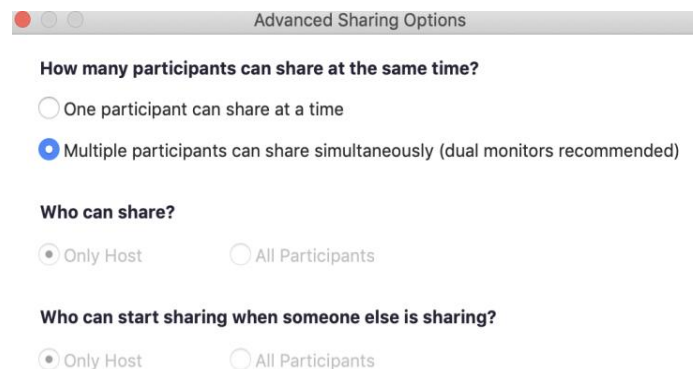 Advanced Sharing Options
How many participants can share at the same time?
One participant can share at a time
Multiple participants can share simultaneously (dual monitors recommended)
Who can share?
Only Host All Participants
Who can start sharing when someone else is sharing?
Only Host All Participants